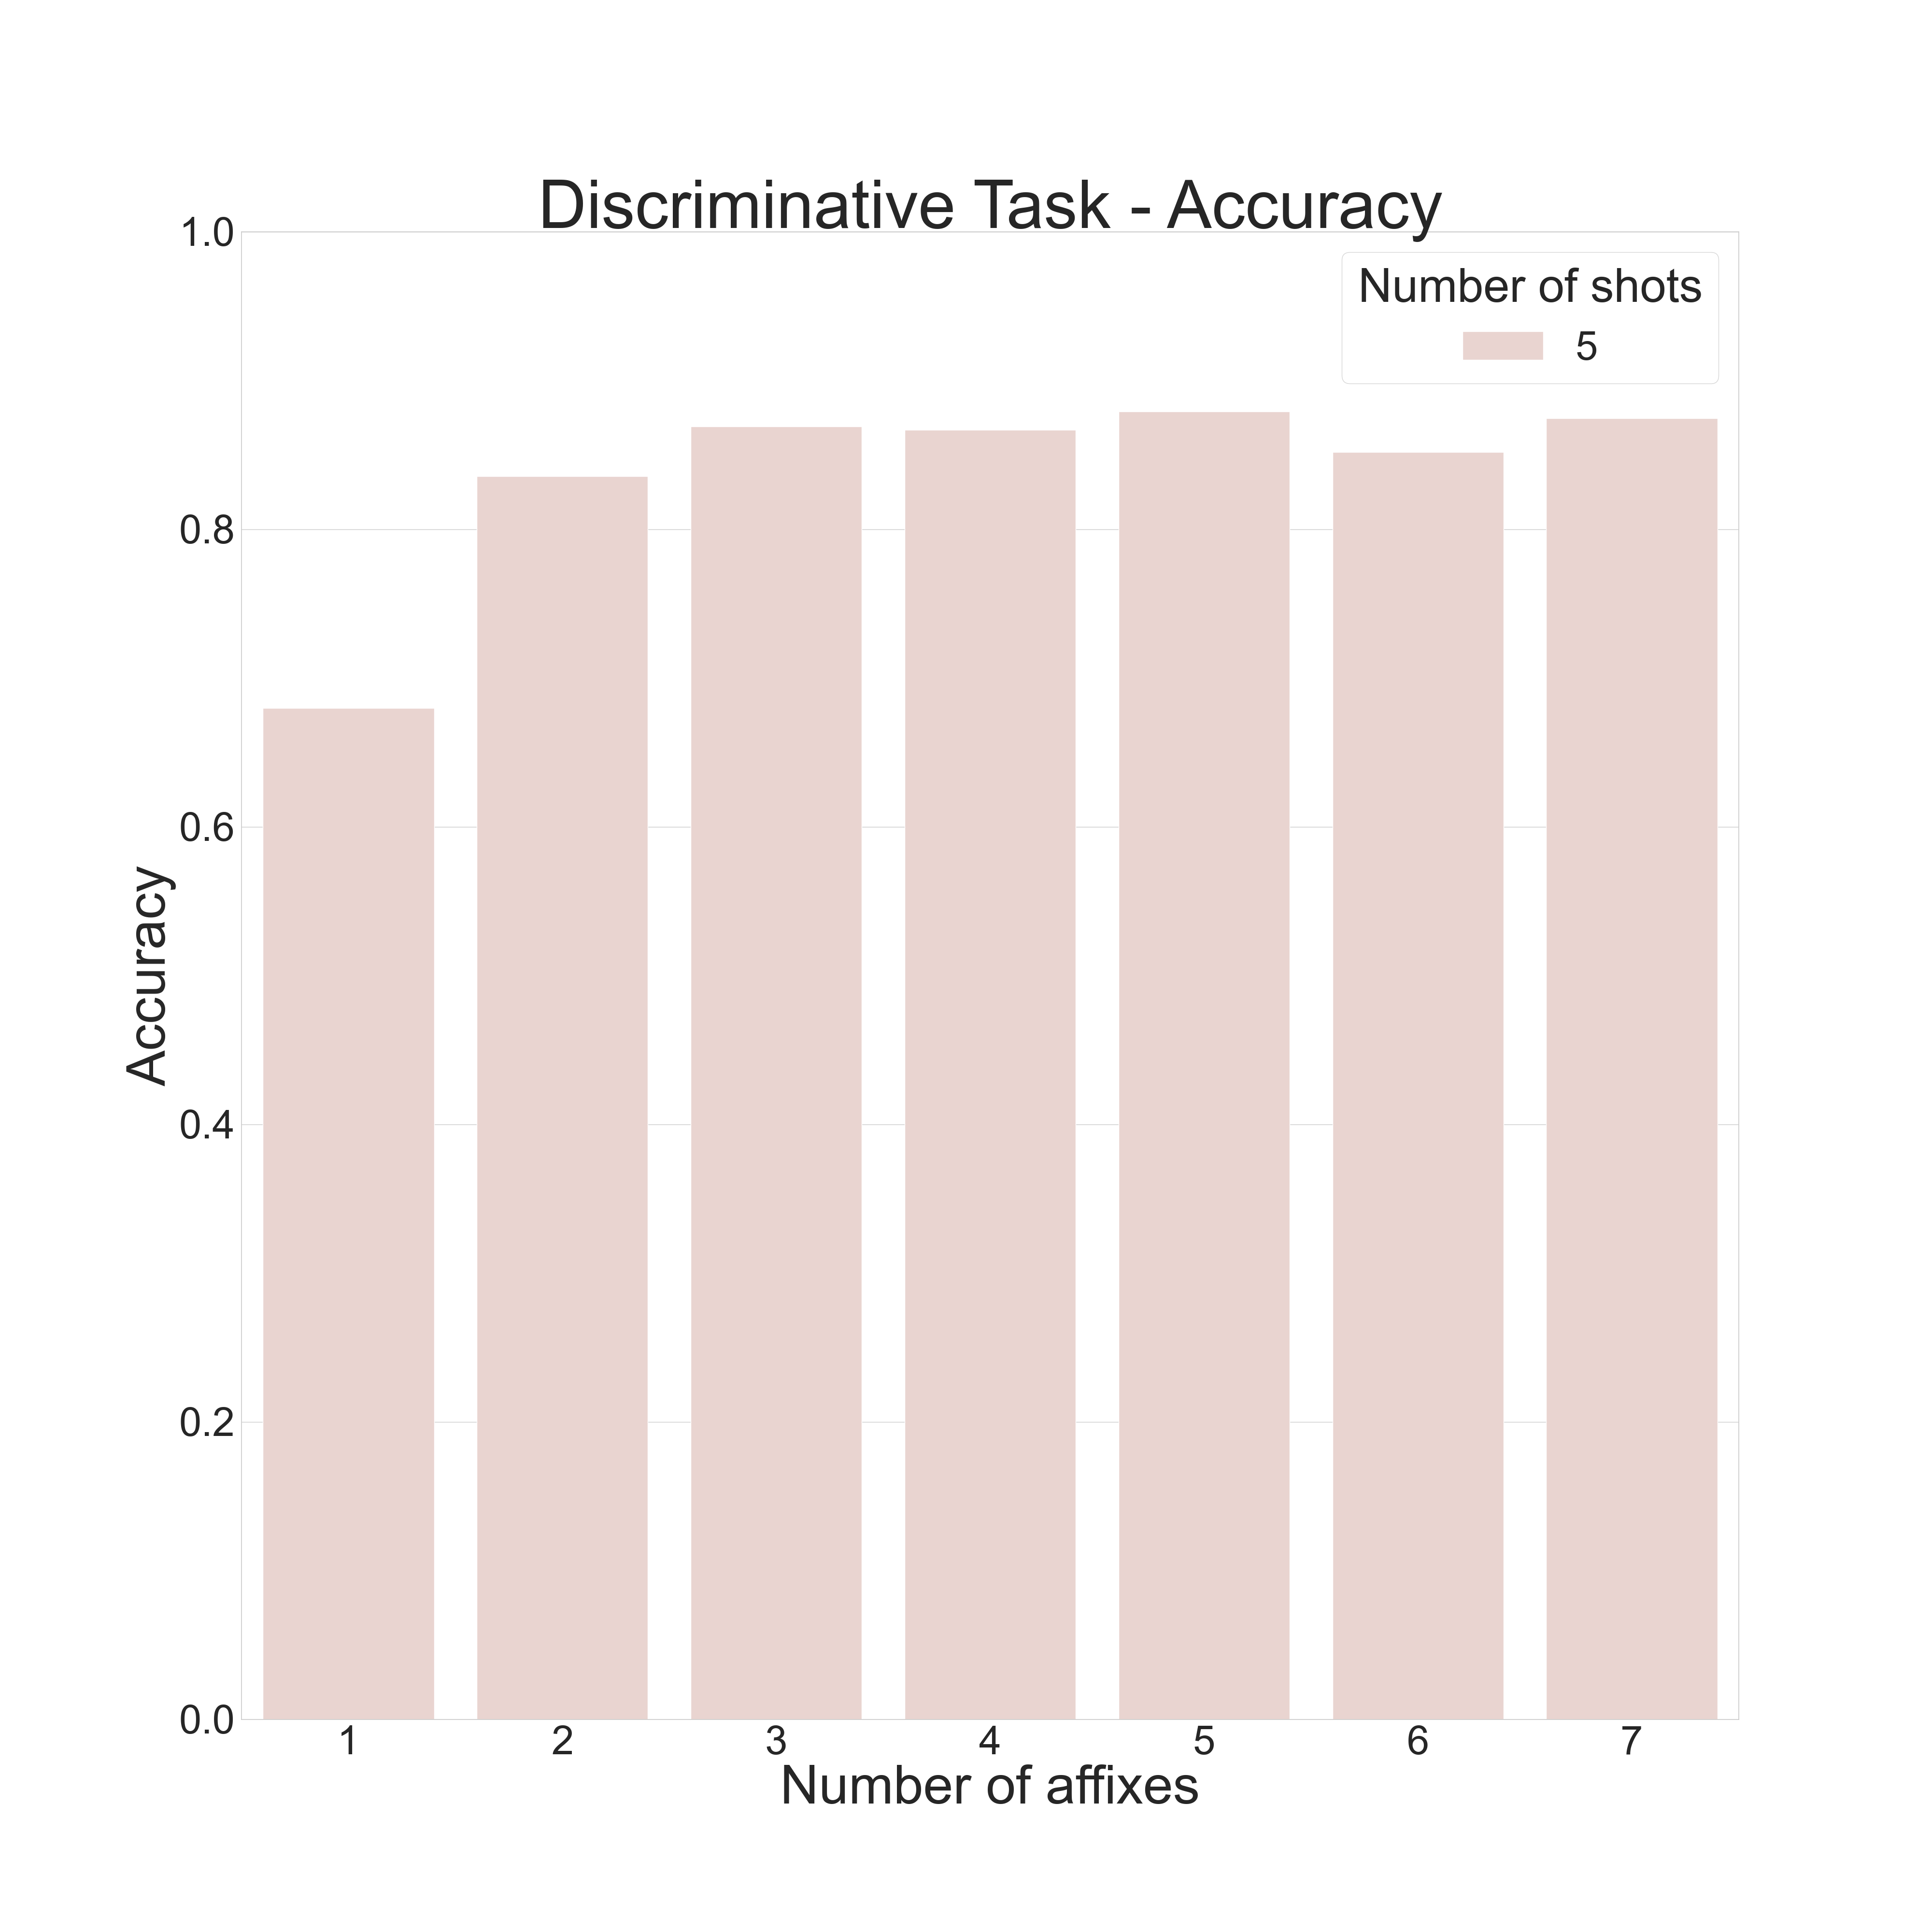 Discriminative Task - Accuracy
Number of shots
5
1.0
0.8
0.6
0.4
0.2
0.0
Accuracy
1 2 3 4 5 6 7
Number of affixes